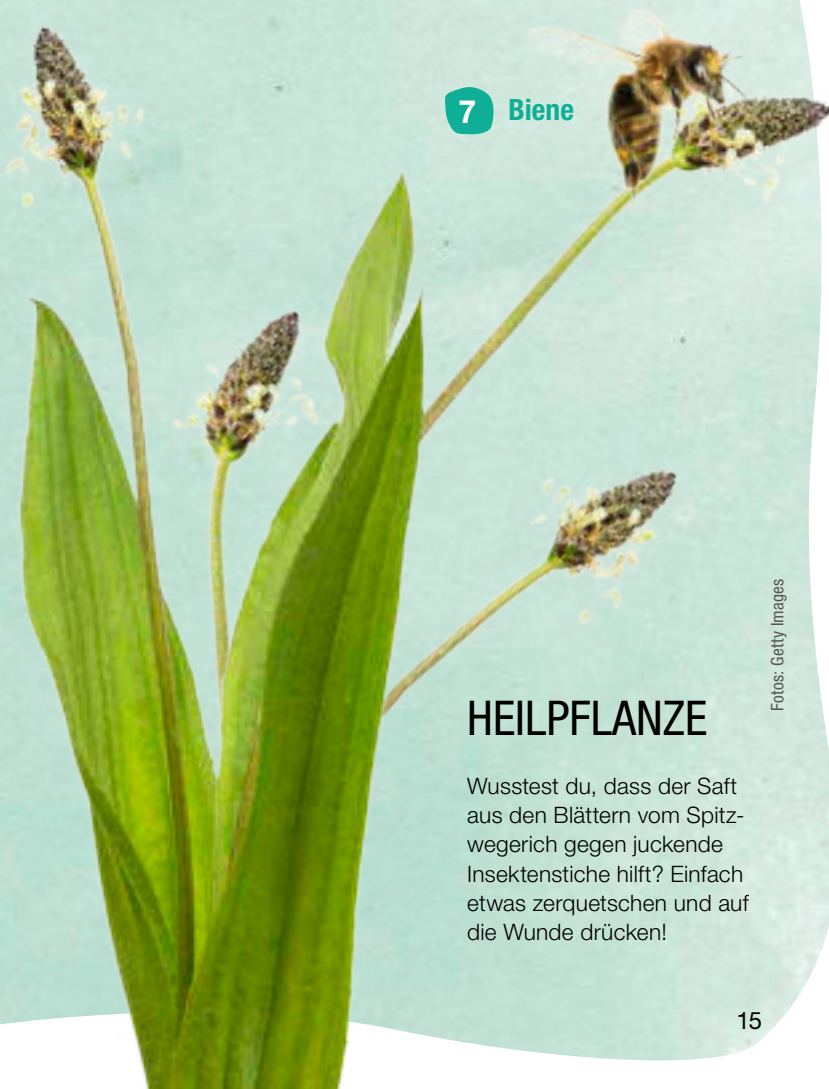 7 Biene
Fotos: Getty Images
HEILPFLANZE
Wusstest du, dass der Saft
aus den Blättern vom Spitz-
wegerich gegen juckende
Insektenstiche hilft? Einfach
etwas zerquetschen und auf
die Wunde drücken!
15